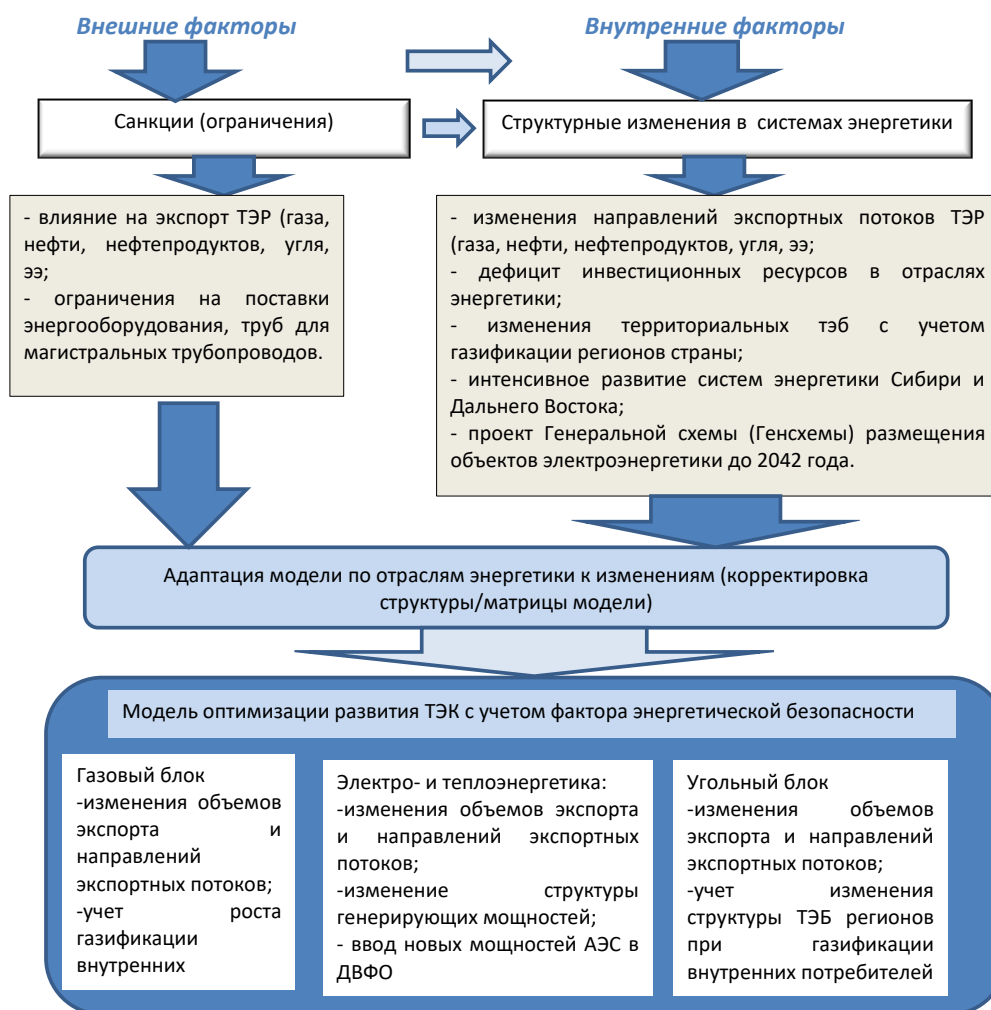 Внешние факторы
Внутренние факторы
Санкции (ограничения)
Структурные изменения в системах энергетики
- влияние на экспорт ТЭР (газа,
нефти, нефтепродуктов, угля,
ээ;
- ограничения на поставки
энергооборудования, труб для
магистральных трубопроводов.
- изменения направлений экспортных потоков ТЭР
(газа, нефти, нефтепродуктов, угля, ээ;
- дефицит инвестиционных ресурсов в отраслях
энергетики;
- изменения территориальных тэб с учетом
газификации регионов страны;
- интенсивное развитие систем энергетики Сибири и
Дальнего Востока;
- проект Генеральной схемы (Генсхемы) размещения
объектов электроэнергетики до 2042 года.
Адаптация модели по отраслям энергетики к изменениям (корректировка
структуры/матрицы модели)
Модель оптимизации развития ТЭК с учетом фактора энергетической безопасности
Газовый блок
-изменения объемов
экспорта и
направлений
экспортных потоков;
-учет роста
газификации
внутренних
Электро- и теплоэнергетика:
-изменения объемов экспорта
и направлений экспортных
потоков;
-изменение структуры
генерирующих мощностей;
- ввод новых мощностей АЭС в
ДВФО
Угольный блок
-изменения объемов
экспорта и направлений
экспортных потоков;
-учет изменения
структуры ТЭБ регионов
при газификации
внутренних потребителей